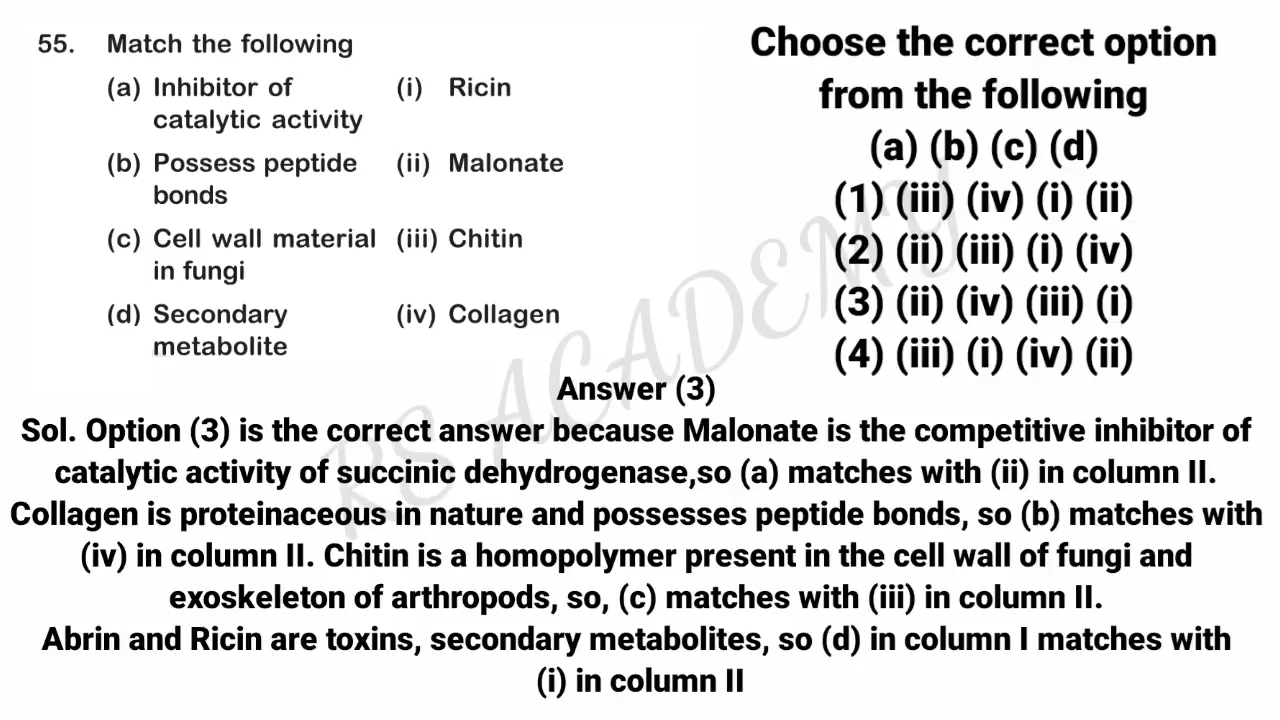 55. Match the following
(a) Inhibitor of catalytic activity (i) Ricin
(b) Possess peptide bonds (ii) Malonate
(c) Cell wall material in fungi (iii) Chitin
(d) Secondary metabolite (iv) Collagen
Choose the correct option
from the following
(a) (b) (c) (d)
(1) (iii) (iv) (i) (ii)
(2) (ii) (iii) (i) (iv)
(3) (ii) (iv) (iii) (i)
(4) (iii) (i) (iv) (ii)
Answer (3)
Sol. Option (3) is the correct answer because Malonate is the competitive inhibitor of
catalytic activity of succinic dehydrogenase,so (a) matches with (ii) in column II.
Collagen is proteinaceous in nature and possesses peptide bonds, so (b) matches with
(iv) in column II. Chitin is a homopolymer present in the cell wall of fungi and
exoskeleton of arthropods, so, (c) matches with (iii) in column II.
Abrin and Ricin are toxins, secondary metabolites, so (d) in column I matches with
(i) in column II
KS ACADEMY